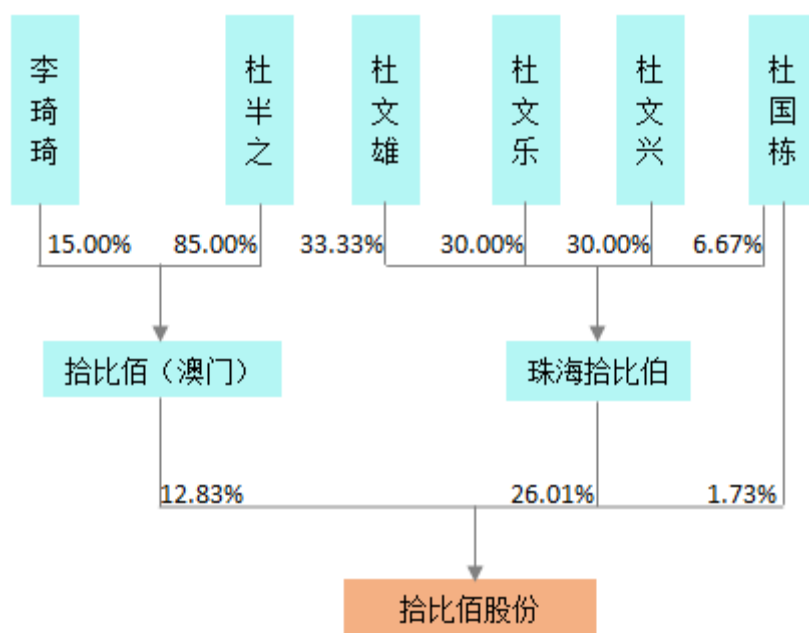 李琦琦
杜半之
杜文雄
杜文乐
杜文兴
杜国栋
15.00%
85.00%
33.33%
30.00%
30.00%
6.67%
拾比佰（澳门）
珠海拾比伯
12.83%
26.01%
1.73%
拾比佰股份